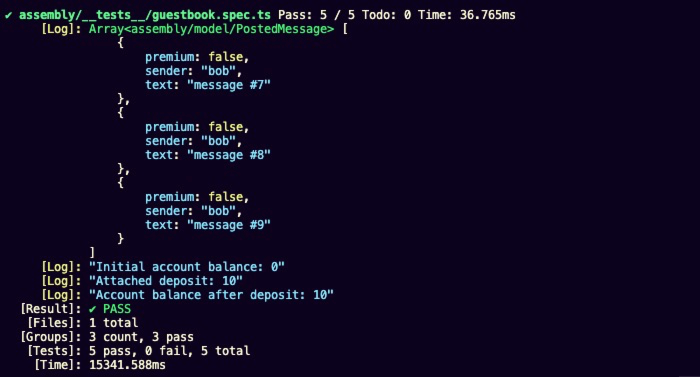 ✔ assembly/__tests__/guestbook.spec.ts Pass: 5 / 5 Todo: 0 Time: 36.765ms
[Log]: Array<assembly/model/PostedMessage> [
{
premium: false,
sender: "bob",
text: "message #7"
},
{
premium: false,
sender: "bob",
text: "message #8"
},
{
premium: false,
sender: "bob",
text: "message #9"
}
]
[Log]: "Initial account balance: 0"
[Log]: "Attached deposit: 10"
[Log]: "Account balance after deposit: 10"
[Result]: ✔ PASS
[Files]: 1 total
[Groups]: 3 count, 3 pass
[Tests]: 5 pass, 0 fail, 5 total
[Time]: 15341.588ms